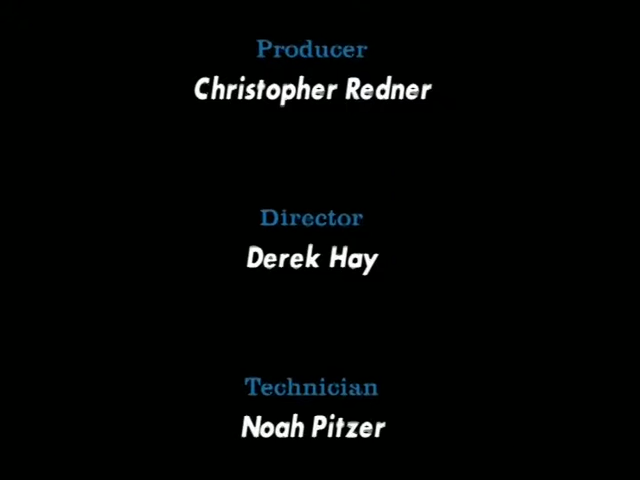 Producer
Christopher Redner
Director
Derek Hay
Technician
Noah Pitzer